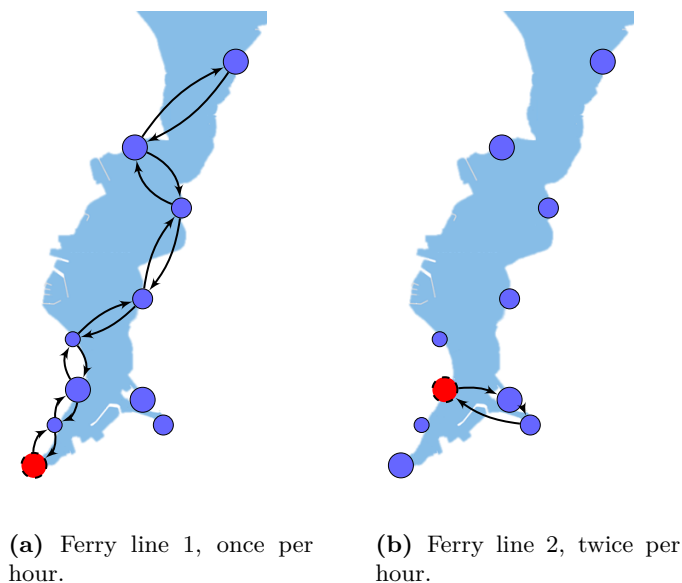 (a) Ferry line 1, once per
hour.
(b) Ferry line 2, twice per
hour.